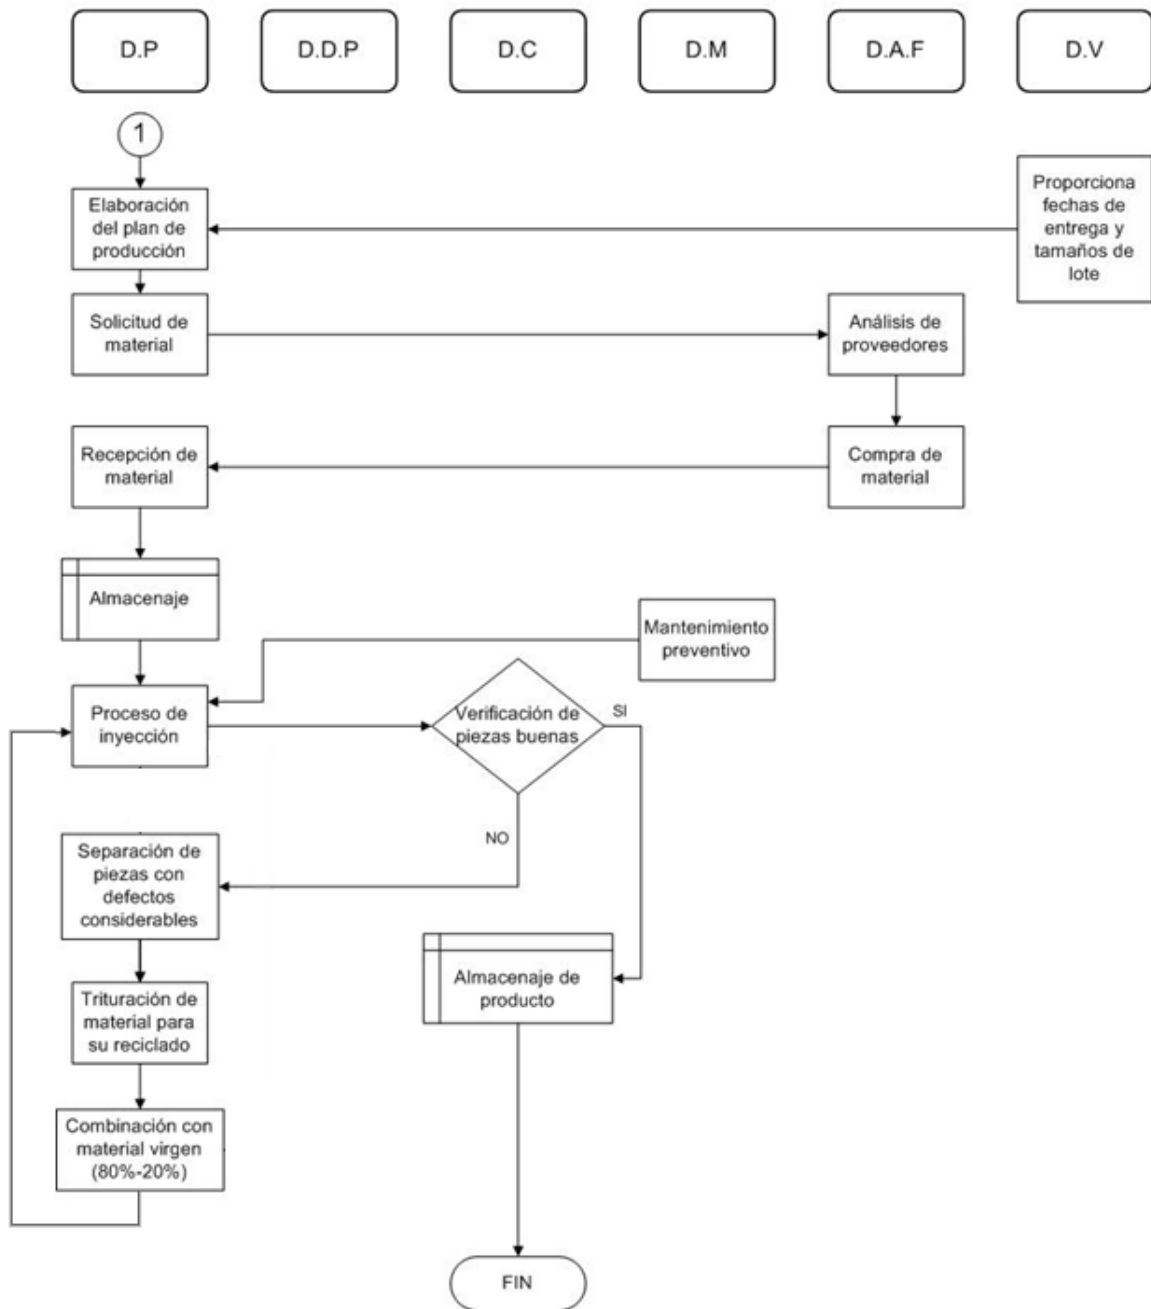 D.P
D.D.P
D.C
D.M
D.A.F
D.V
1
Elaboración
del plan de
producción
Proporciona
fechas de
entrega y
tamaños de
lote
Solicitud de
material
Análisis de
proveedores
Recepción de
material
Compra de
material
Almacenaje
Mantenimiento
preventivo
Proceso de
inyección
Verificación de
piezas buenas
SI
NO
Separación de
piezas con
defectos
considerables
Almacenaje de
producto
Trituración de
material para
su reciclado
Combinación con
material virgen
(80%-20%)
FIN